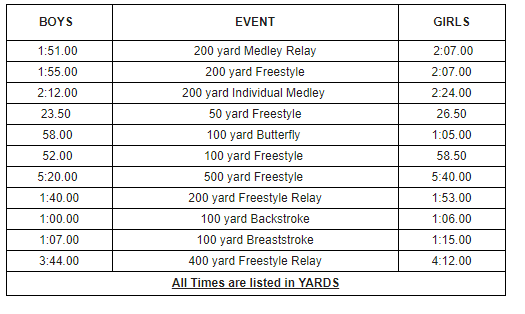 BOYS EVENT GIRLS
1:51.00 200 yard Medley Relay 2:07.00
1:55.00 200 yard Freestyle 2:07.00
2:12.00 200 yard Individual Medley 2:24.00
23.50 50 yard Freestyle 26.50
58.00 100 yard Butterfly 1:05.00
52.00 100 yard Freestyle 58.50
5:20.00 500 yard Freestyle 5:40.00
1:40.00 200 yard Freestyle Relay 1:53.00
1:00.00 100 yard Backstroke 1:06.00
1:07.00 100 yard Breaststroke 1:15.00
3:44.00 400 yard Freestyle Relay 4:12.00
All Times are listed in YARDS